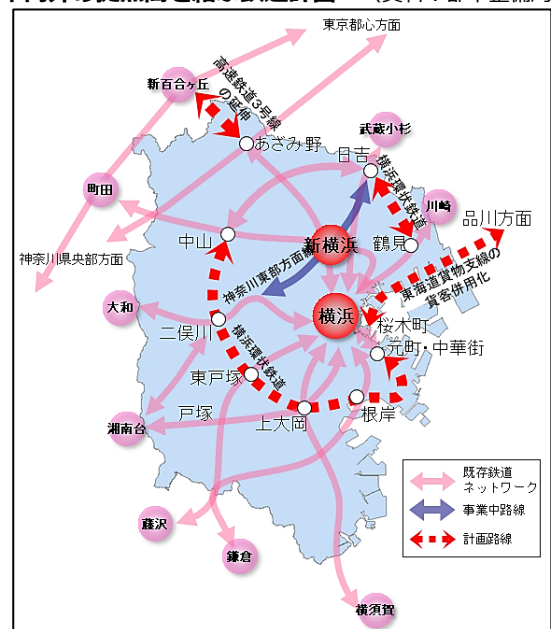 東京都心方面
新百合ヶ丘
高速鉄道3号線
の延伸
あざみ野
武蔵小杉
日吉
町田
横浜環状鉄道
川崎
品川方面
中山
新横浜
鶴見
神奈川県央部方面
神奈川東部方面線
東海道貨物支線の
貨客併用化
大和
横浜
桜木町
二俣川
元町・中華街
横浜環状鉄道
東戸塚
戸塚
上大岡
根岸
湘南台
既存鉄道
ネットワーク
事業中路線
計画路線
藤沢
鎌倉
横須賀